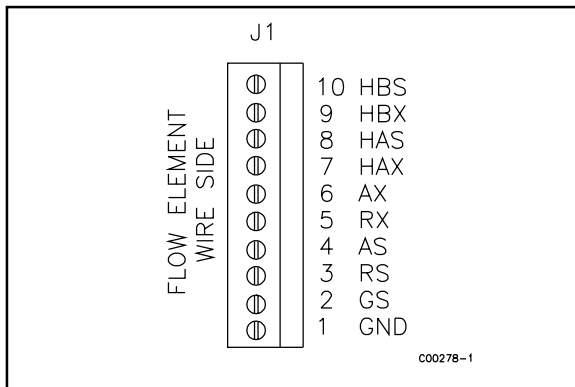 J1
FLOW ELEMENT
WIRE SIDE
10 HBS
9 HBX
8 HAS
7 HAX
6 AX
5 RX
4 AS
3 RS
2 GS
1 GND
C00278-1